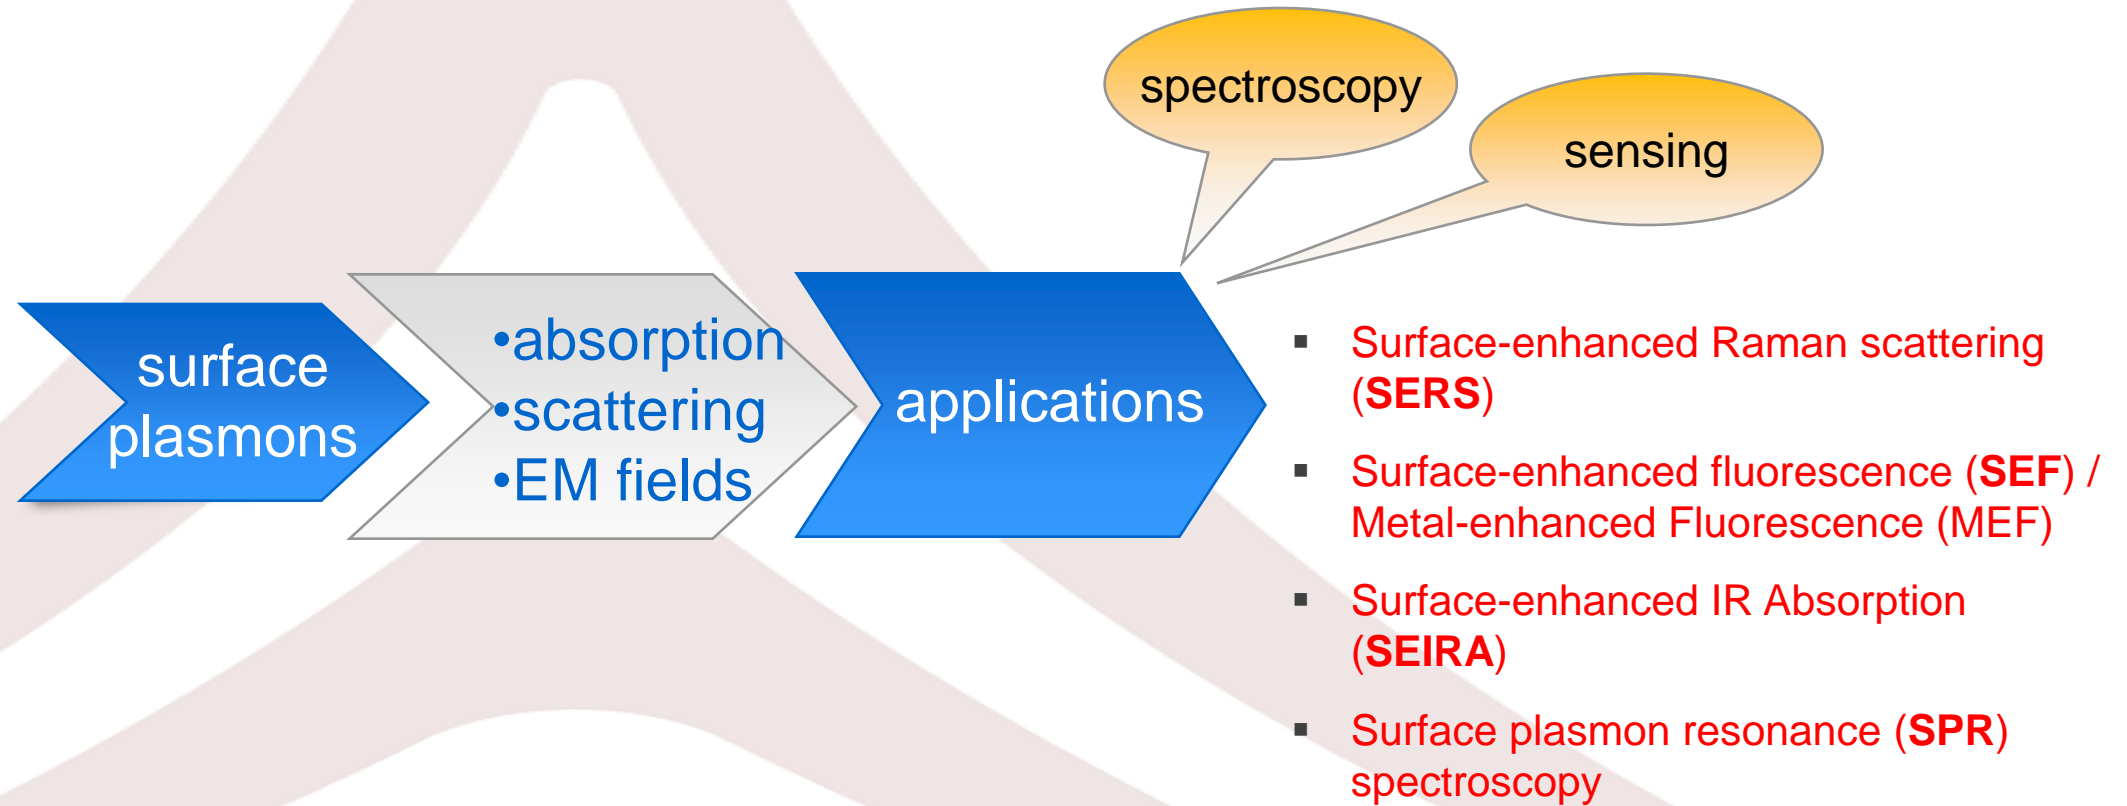 spectroscopy
sensing
surface
plasmons
•absorption
•scattering
•EM fields
applications
▪ Surface-enhanced Raman scattering
(SERS)
▪ Surface-enhanced fluorescence (SEF) /
Metal-enhanced Fluorescence (MEF)
▪ Surface-enhanced IR Absorption
(SEIRA)
▪ Surface plasmon resonance (SPR)
spectroscopy